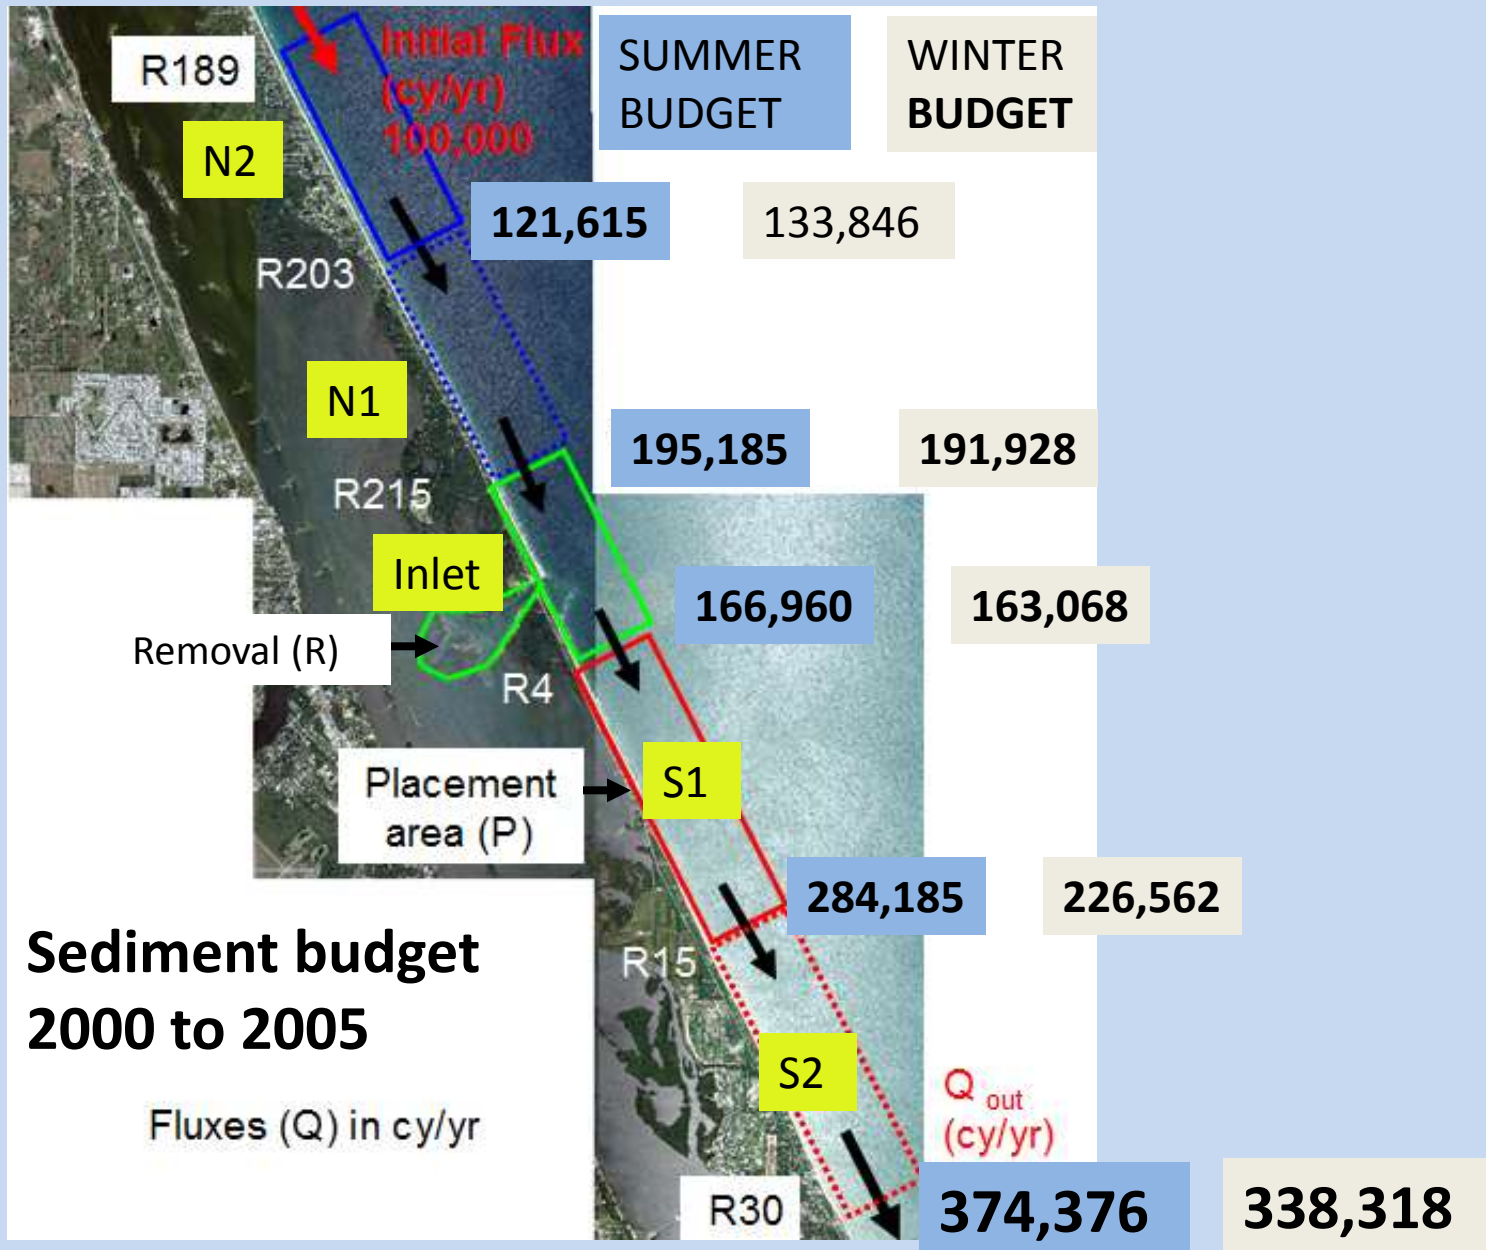 Initial Flux
(cy/yr)
100,000
SUMMER
BUDGET
WINTER
BUDGET
R189
N2
121,615
133,846
R203
N1
195,185
191,928
R215
Inlet
166,960
163,068
Removal (R)
R4
Placement
area (P)
S1
284,185
226,562
Sediment budget
2000 to 2005
R15
S2
Fluxes (Q) in cy/yr
Q out
(cy/yr)
R30
374,376
338,318